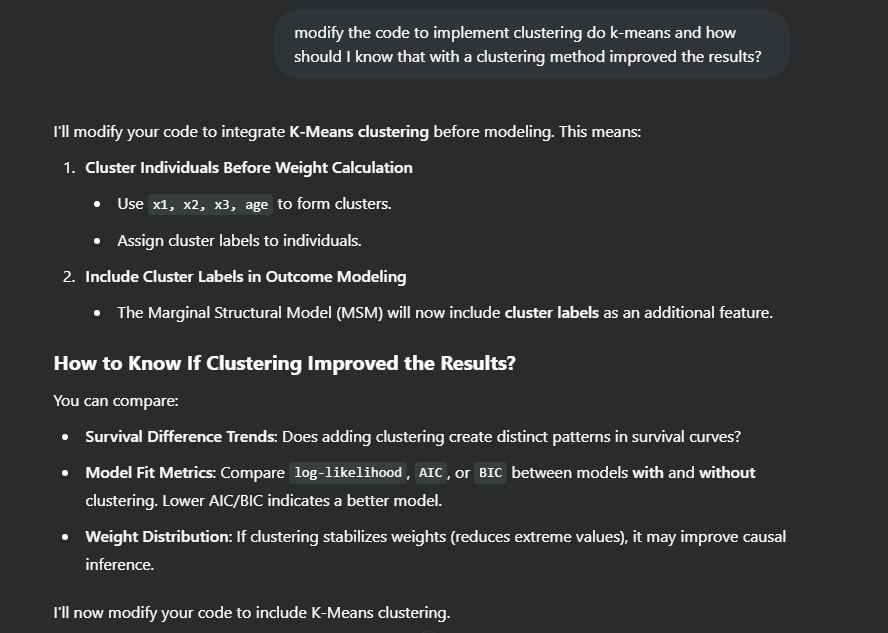 modify the code to implement clustering do k-means and how
should I know that with a clustering method improved the results?
I'll modify your code to integrate K-Means clustering before modeling. This means:
1. Cluster Individuals Before Weight Calculation
• Use x1, x2, x3, age to form clusters.
• Assign cluster labels to individuals.
2. Include Cluster Labels in Outcome Modeling
• The Marginal Structural Model (MSM) will now include cluster labels as an additional feature.
How to Know If Clustering Improved the Results?
You can compare:
• Survival Difference Trends: Does adding clustering create distinct patterns in survival curves?
• Model Fit Metrics: Compare log-likelihood, AIC, or BIC between models with and without
clustering. Lower AIC/BIC indicates a better model.
• Weight Distribution: If clustering stabilizes weights (reduces extreme values), it may improve causal
inference.
I'll now modify your code to include K-Means clustering.